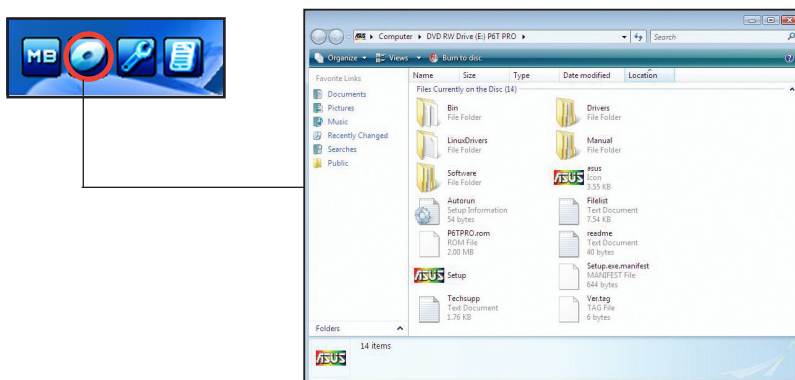 MB
Computer ▸ DVD RW Drive (E:) P6T PRO ▸
Search
Organize Views Burn to disc
Favorite Links
Documents
Pictures
Music
Recently Changed
Searches
Public
Folders
Name Size Type Date modified Location
Files Currently on the Disc (14)
Bin
File Folder
Drivers
File Folder
LinuxDrivers
File Folder
Manual
File Folder
Software
File Folder
ASUS
asus
Icon
3.55 KB
Autorun
Setup Information
54 bytes
Filelist
Text Document
7.54 KB
P6TPRO.rom
ROM File
2.00 MB
readme
Text Document
40 bytes
ASUS
Setup
Setup.exe.manifest
MANIFEST File
644 bytes
Techsupp
Text Document
1.76 KB
Ver.tag
TAG File
6 bytes
ASUS
14 items